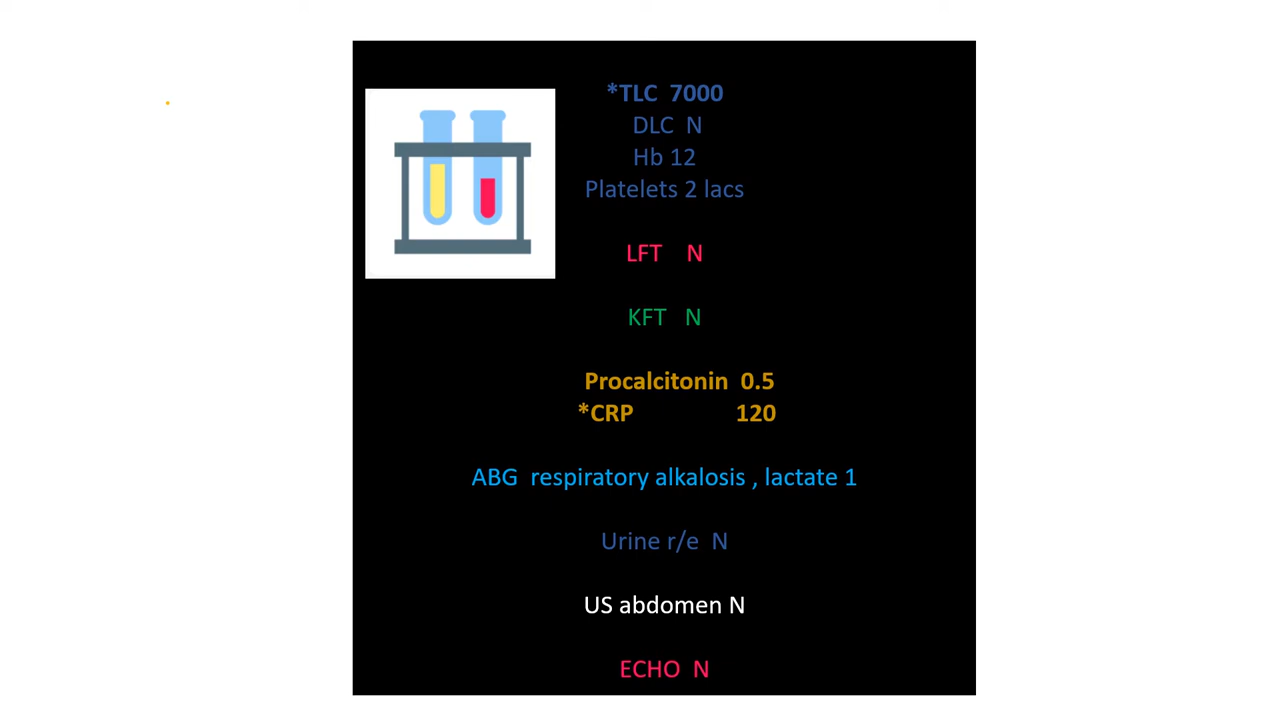 *TLC 7000
DLC N
Hb 12
Platelets 2 lacs
LFT N
KFT N
Procalcitonin 0.5
*CRP 120
ABG respiratory alkalosis , lactate 1
Urine r/e N
US abdomen N
ECHO N